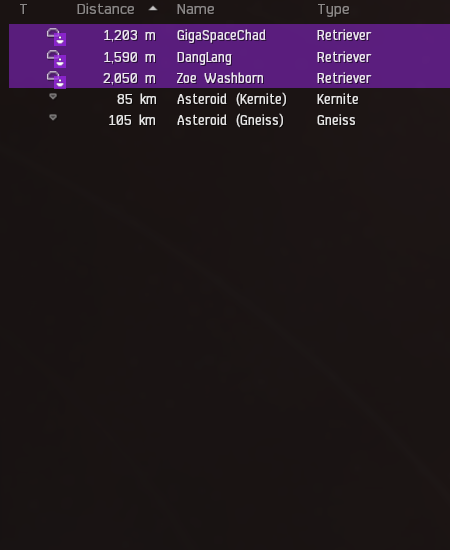 T Distance Name Type
1,203 m GigaSpaceChad Retriever
1,590 m DangLang Retriever
2,050 m Zoe Washborn Retriever
85 km Asteroid (Kernite) Kernite
105 km Asteroid (Gneiss) Gneiss